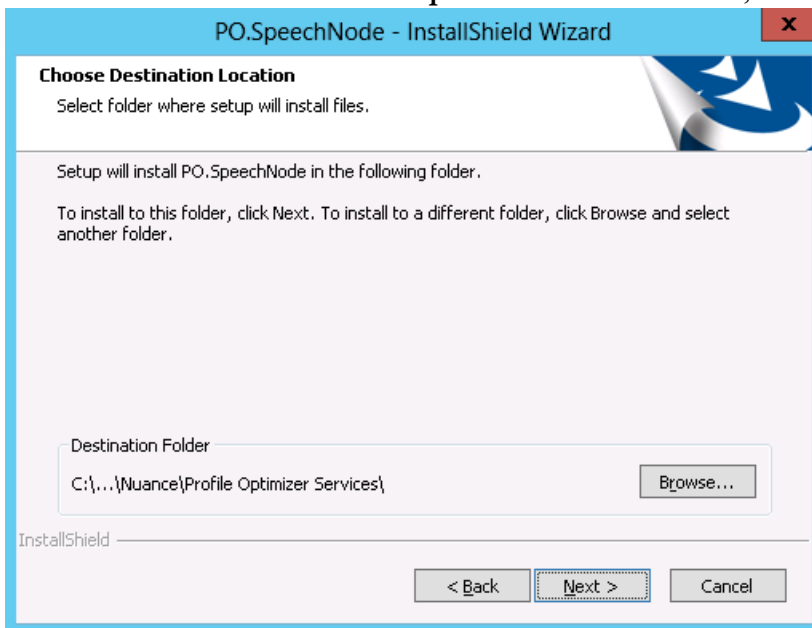 PO.SpeechNode - InstallShield Wizard
x
Choose Destination Location
Select folder where setup will install files.
Setup will install PO.SpeechNode in the following folder.
To install to this folder, click Next. To install to a different folder, click Browse and select
another folder.
Destination Folder
C:\...\Nuance\Profile Optimizer Services\
Browse...
InstallShield
< Back
Next >
Cancel